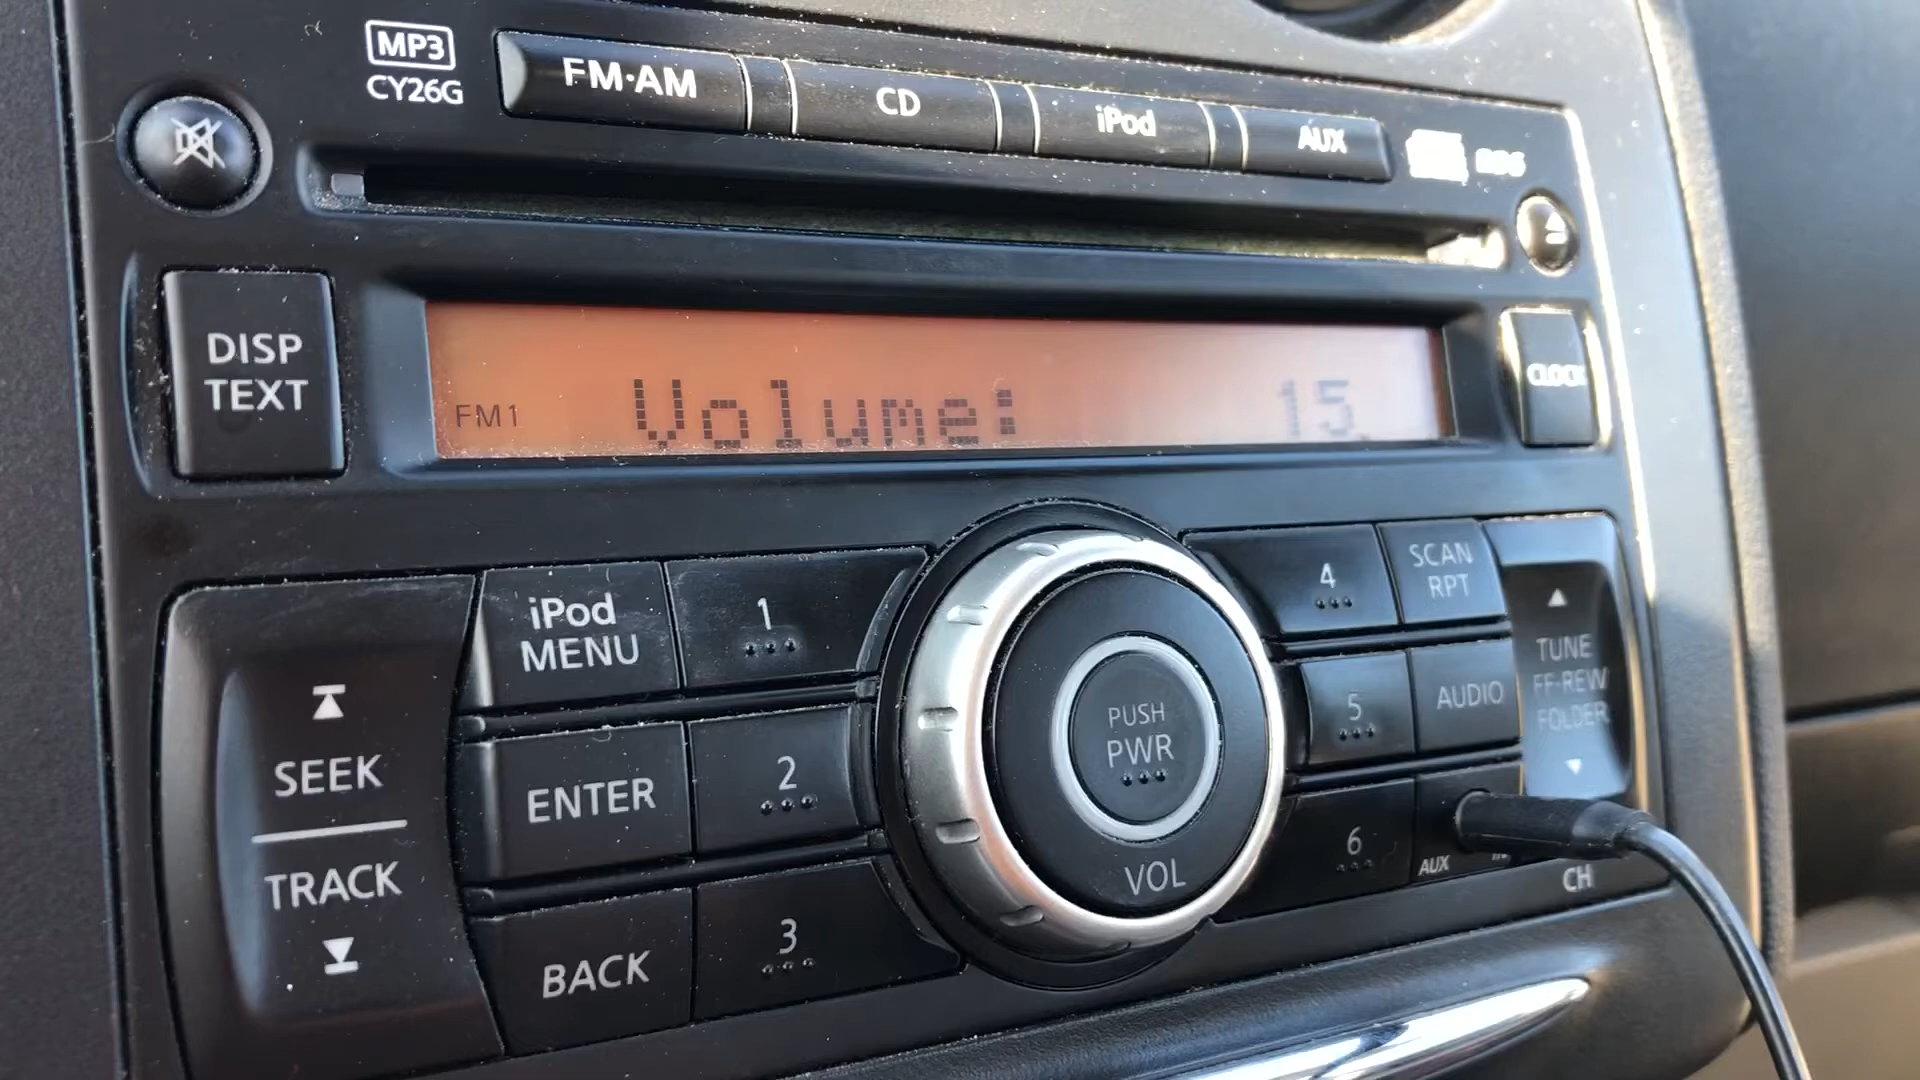 MP3
CY26G
FM·AM
CD
iPod
AUX
DISP
TEXT
FM1
Volume: 15
CLOCK
iPod
MENU
1
4
SCAN
RPT
TUNE
FF·REW
FOLDER
SEEK
TRACK
ENTER
2
PUSH
PWR
VOL
5
AUDIO
BACK
3
6
AUX
IN
CH